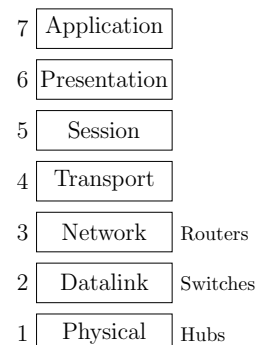 7 Application
6 Presentation
5 Session
4 Transport
3 Network Routers
2 Datalink Switches
1 Physical Hubs